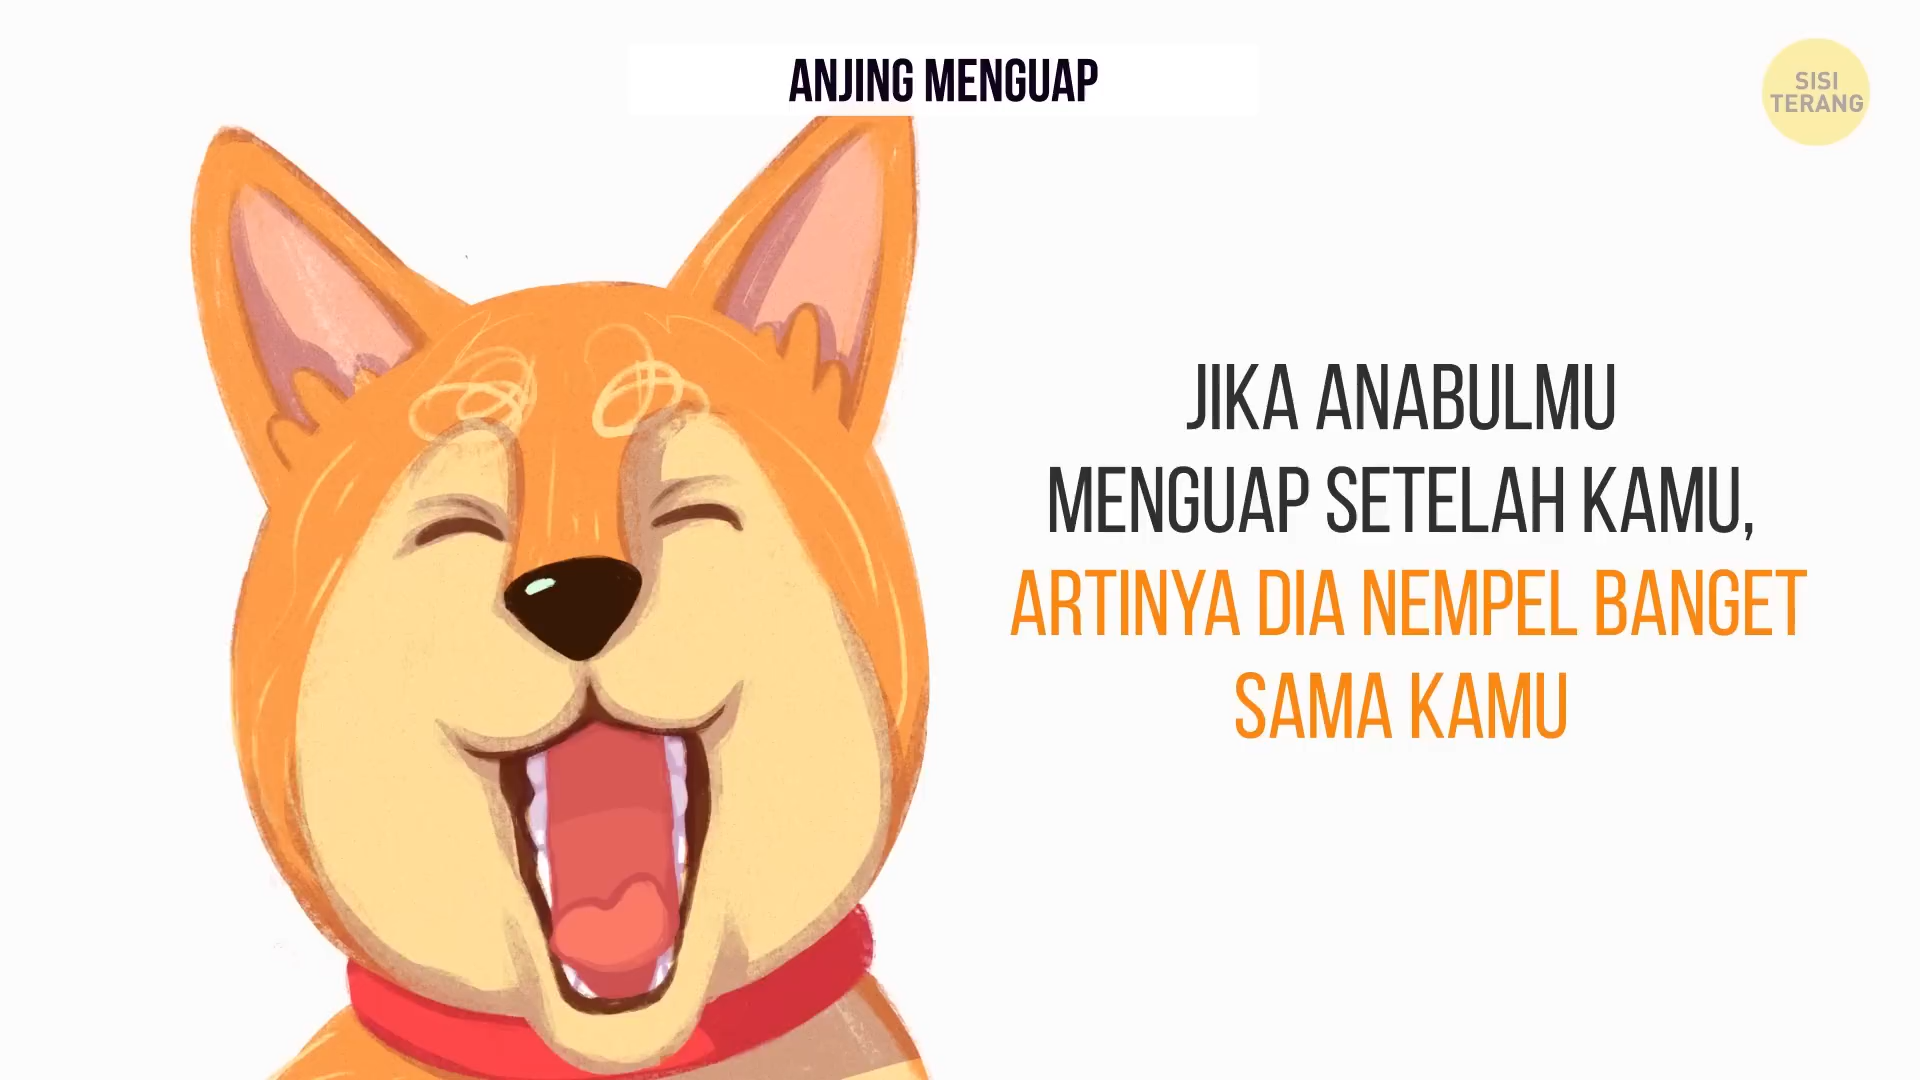 ANJING MENGUAP
SISI
TERANG
JIKA ANABULMU
MENGUAP SETELAH KAMU,
ARTINYA DIA NEMPEL BANGET
SAMA KAMU